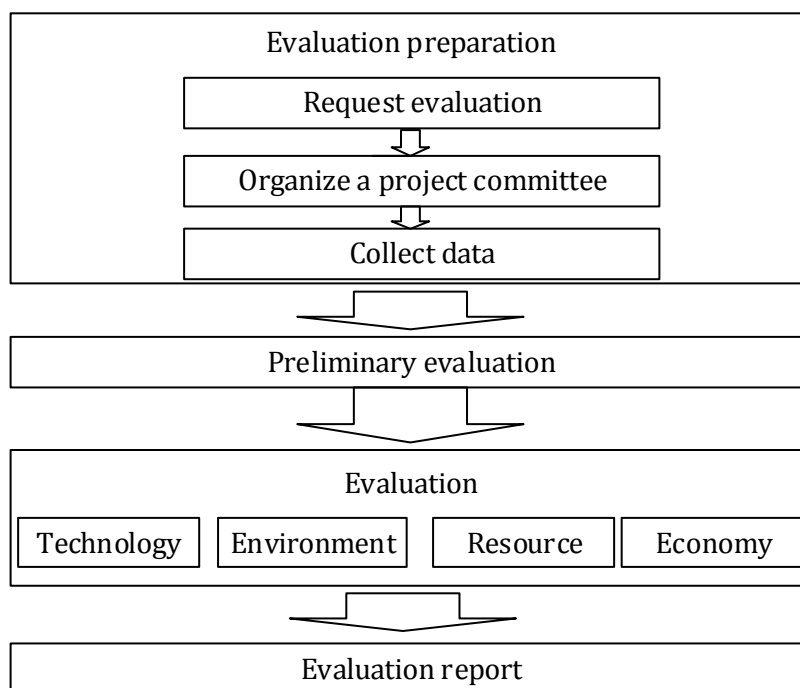 Evaluation preparation
Request evaluation
Organize a project committee
Collect data
Preliminary evaluation
Evaluation
Technology
Environment
Resource
Economy
Evaluation report